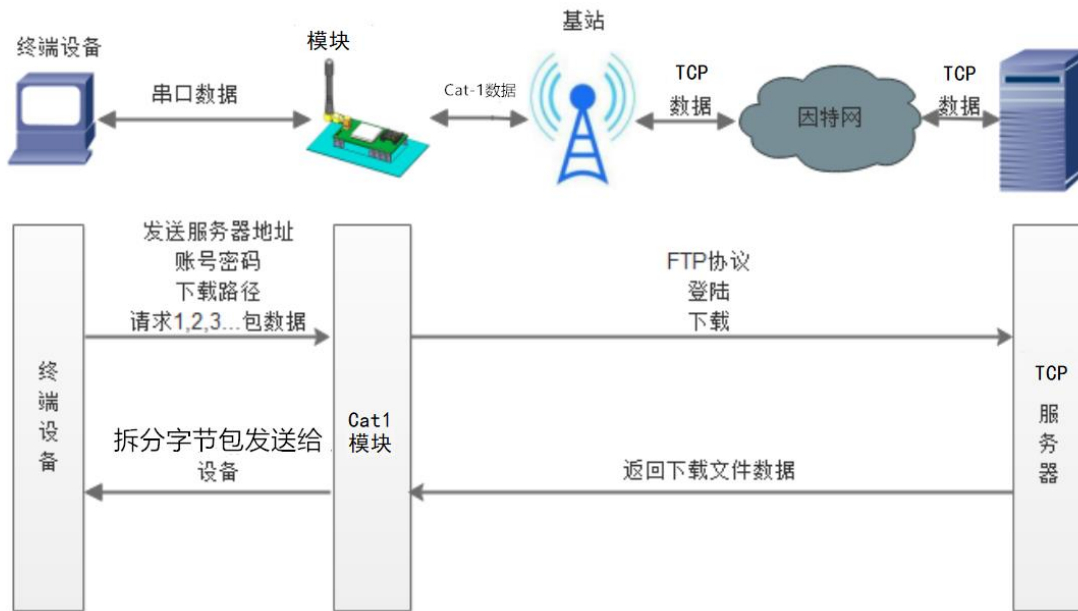 终端设备
模块
基站
串口数据
Cat-1数据
TCP
数据
因特网
TCP
数据
发送服务器地址
账号密码
下载路径
请求1,2,3...包数据
FTP协议
登陆
下载
终端设备
Cat1
模块
TCP
服务器
拆分字节包发送给
设备
返回下载文件数据